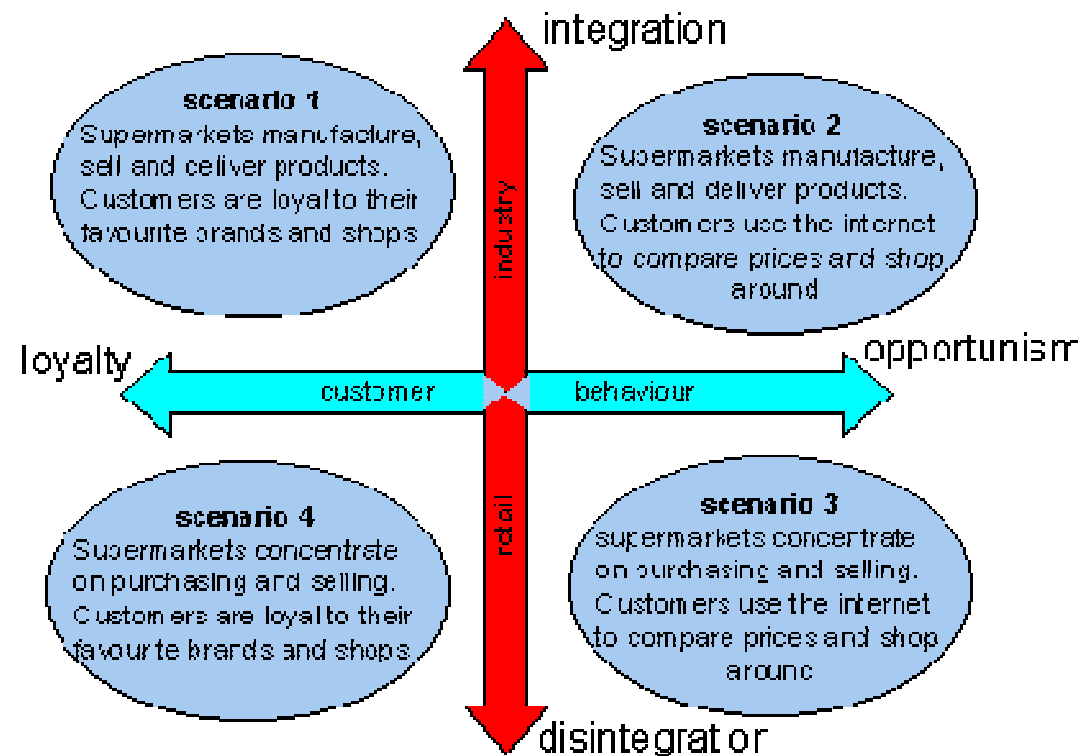 integration
scenario 1
Supermarkets manufacture,
sell and deliver products.
Customers are loyal to their
favourite brands and shops
scenario 2
Supermarkets manufacture,
sell and deliver products.
Customers use the internet
to compare prices and shop
around
industry
loyalty
opportunism
customer behaviour
retail
scenario 4
Supermarkets concentrate
on purchasing and selling.
Customers are loyal to their
favourite brands and shops
scenario 3
supermarkets concentrate
on purchasing and selling.
Customers use the internet
to compare prices and shop
around
disintegration